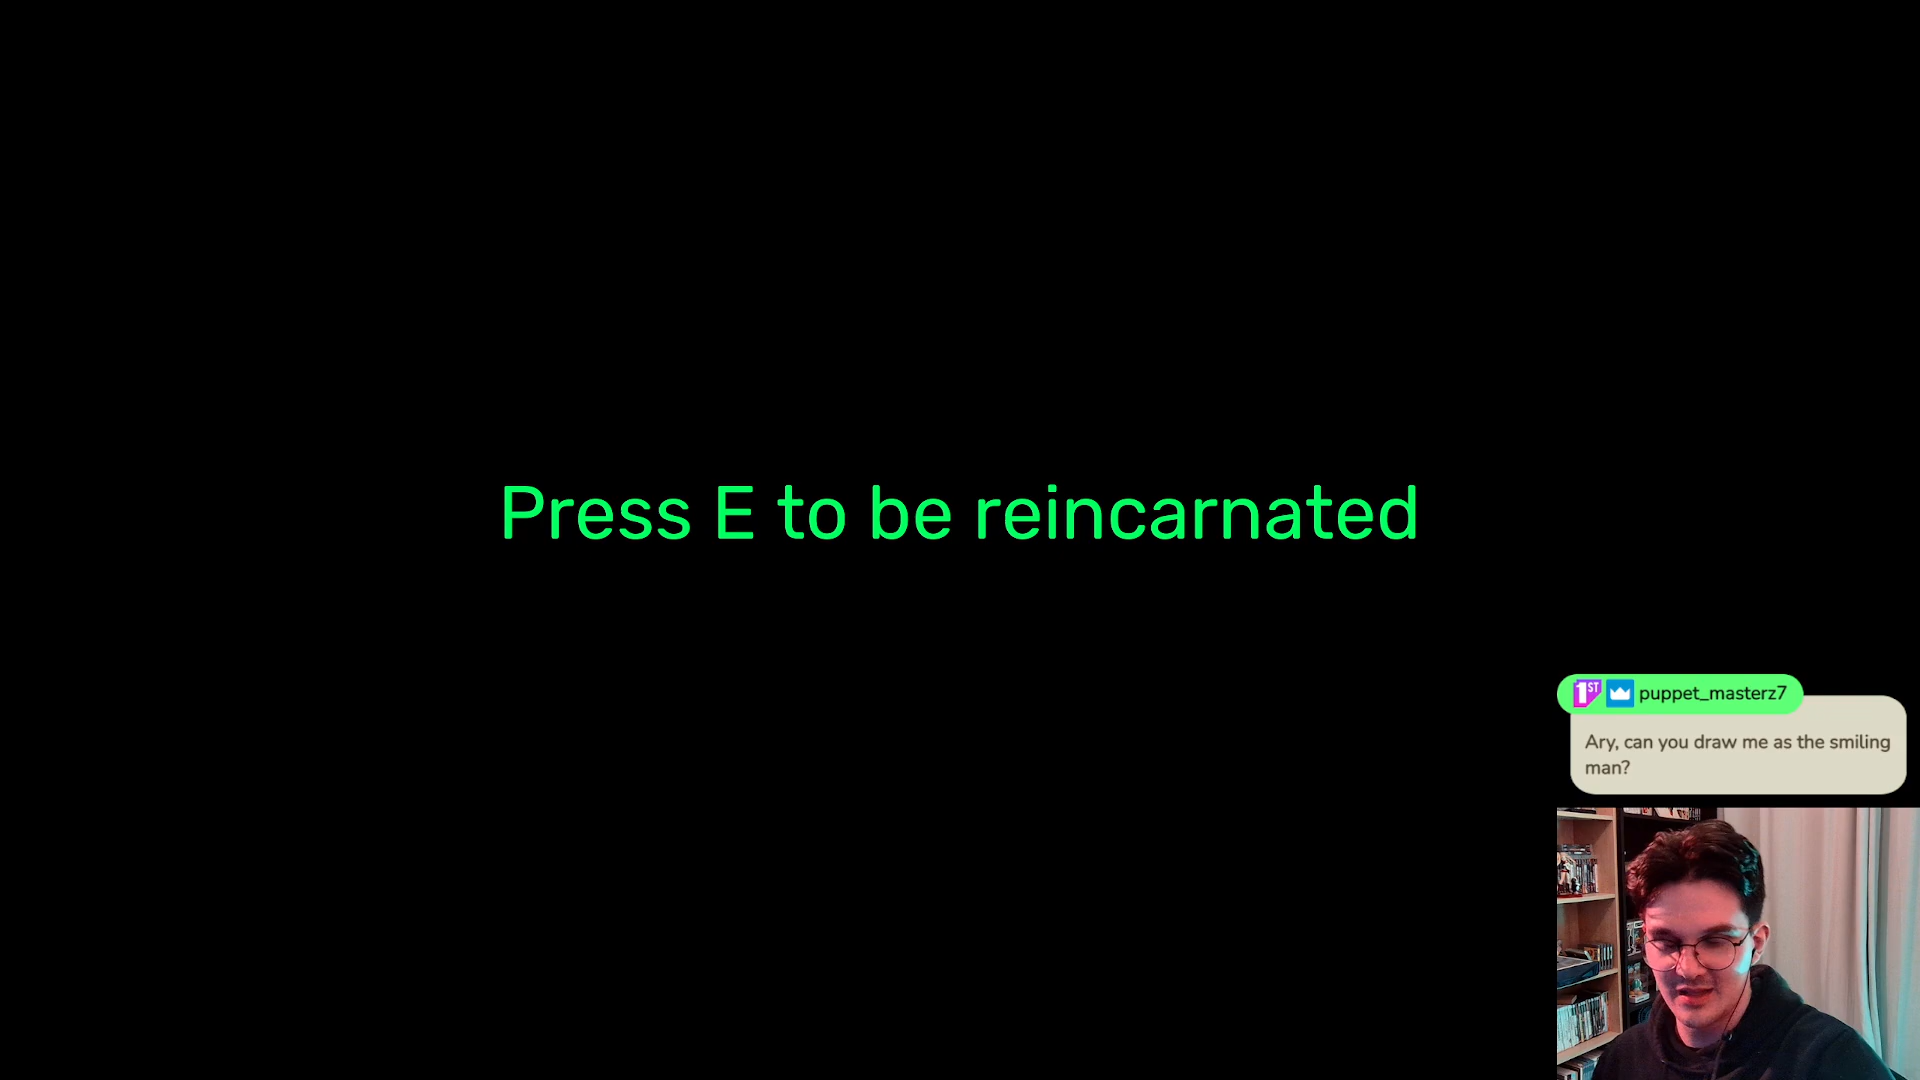 Press E to be reincarnated
1ST puppet_masterz7
Ary, can you draw me as the smiling
man?